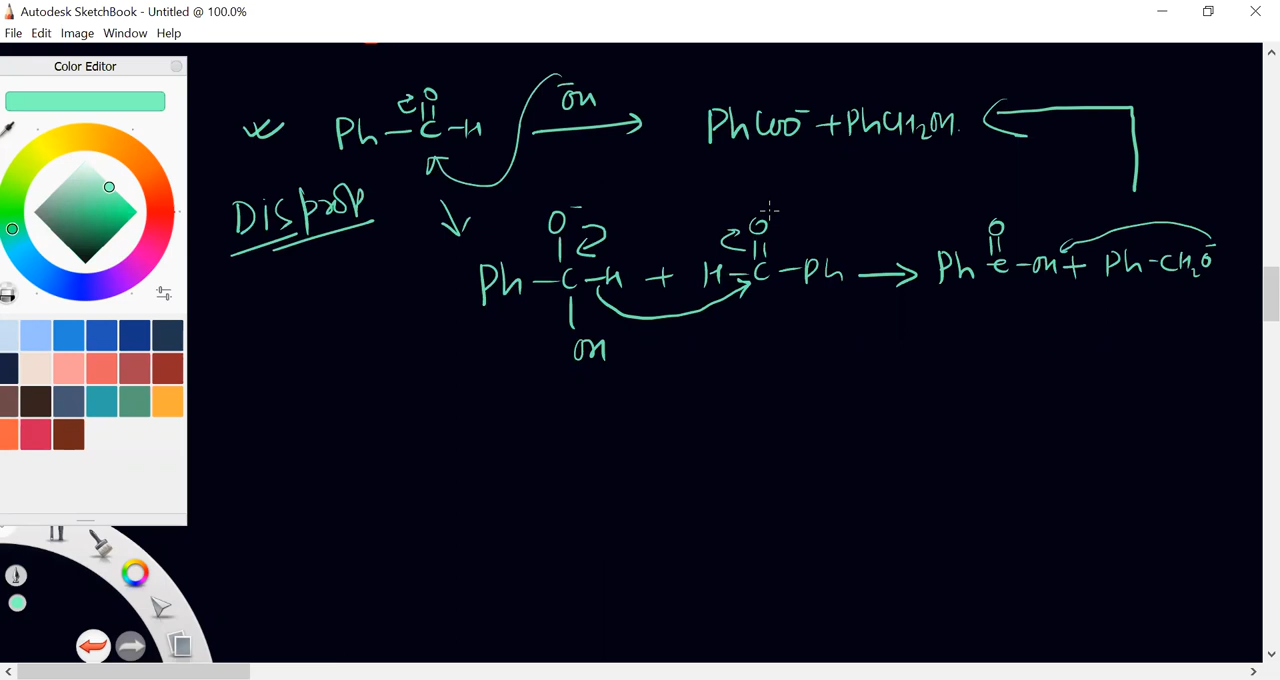 Autodesk SketchBook - Untitled @ 100.0%
File Edit Image Window Help
Color Editor
O
Ph-C-H ⁻OH → PhCOO⁻ + PhCH₂OH.
Disprop
O⁻ O O
Ph-C-H + H-C-Ph → Ph C-OH + Ph-CH₂O⁻
OH